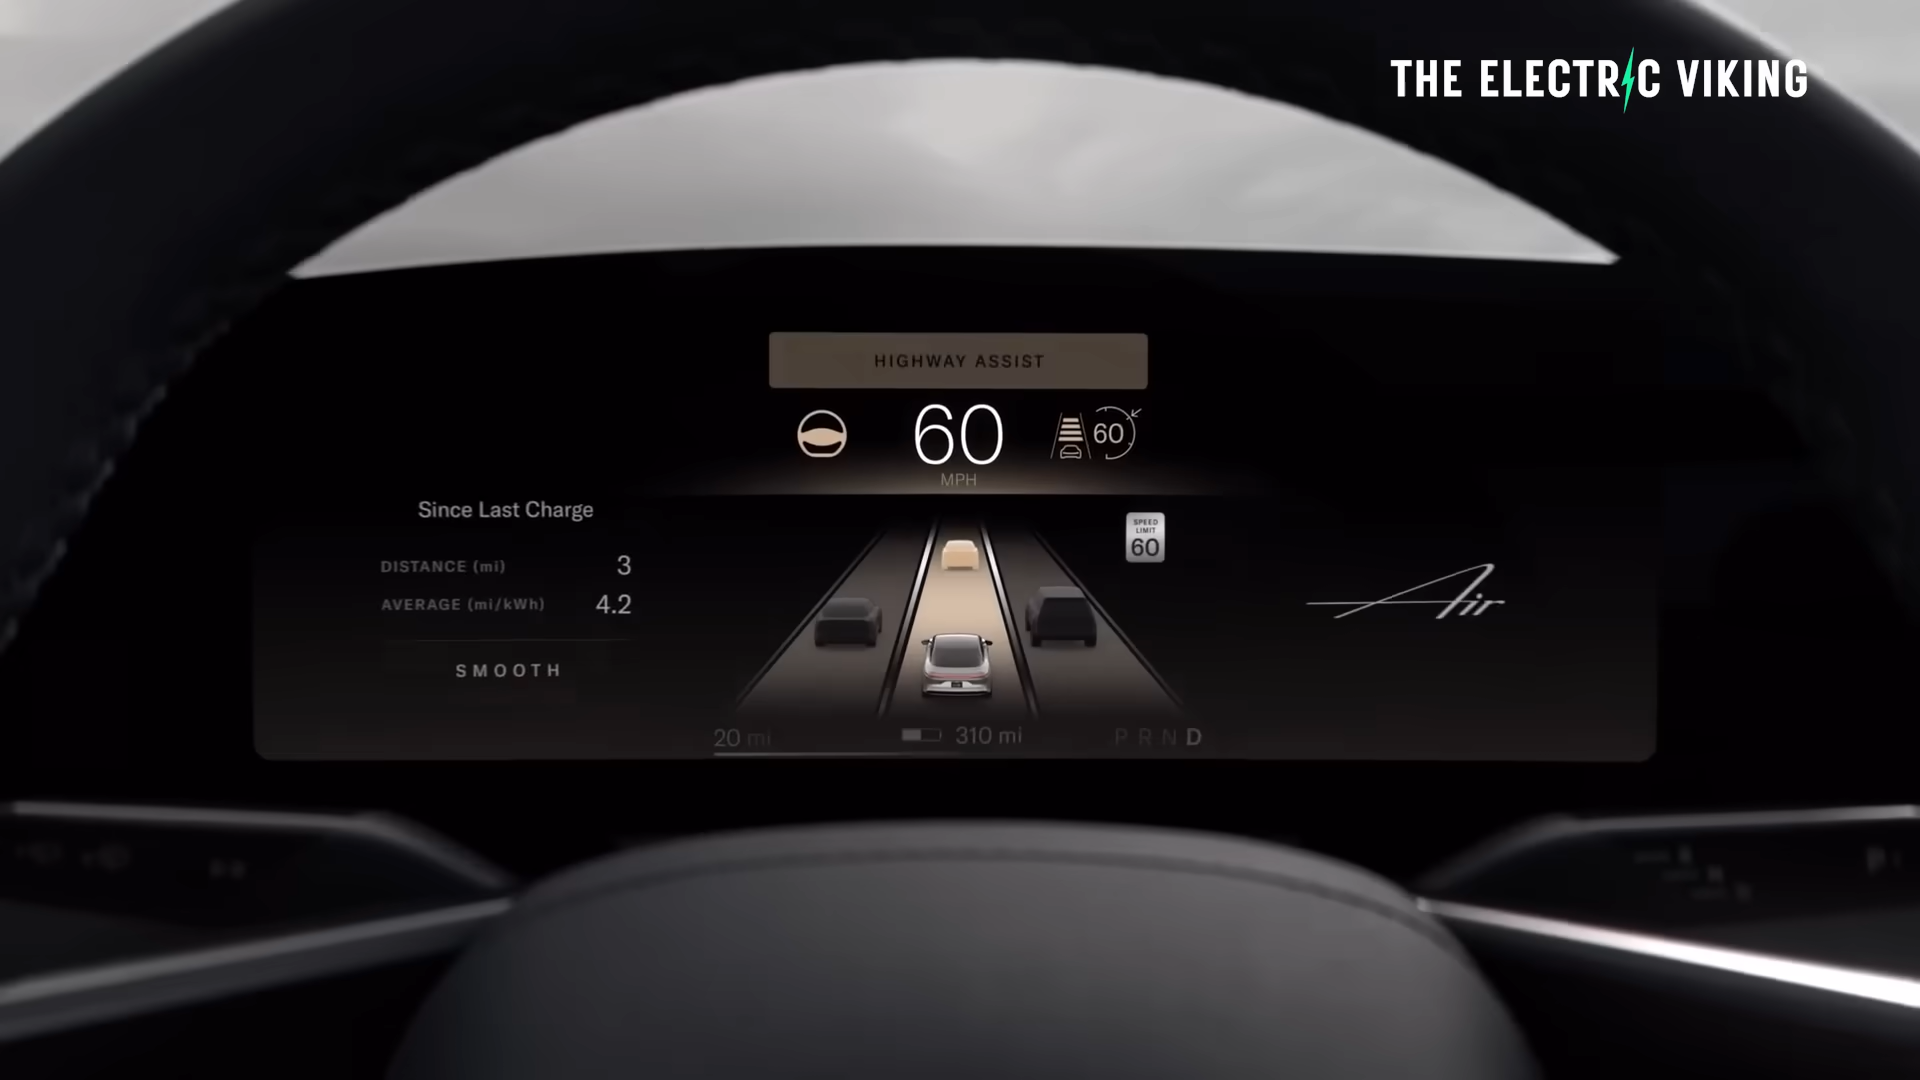 THE ELECTRIC VIKING
HIGHWAY ASSIST
60
60
MPH
Since Last Charge
SPEED
LIMIT
60
DISTANCE (mi) 3
AVERAGE (mi/kWh) 4.2
Air
SMOOTH
20 mi
310 mi
P R N D